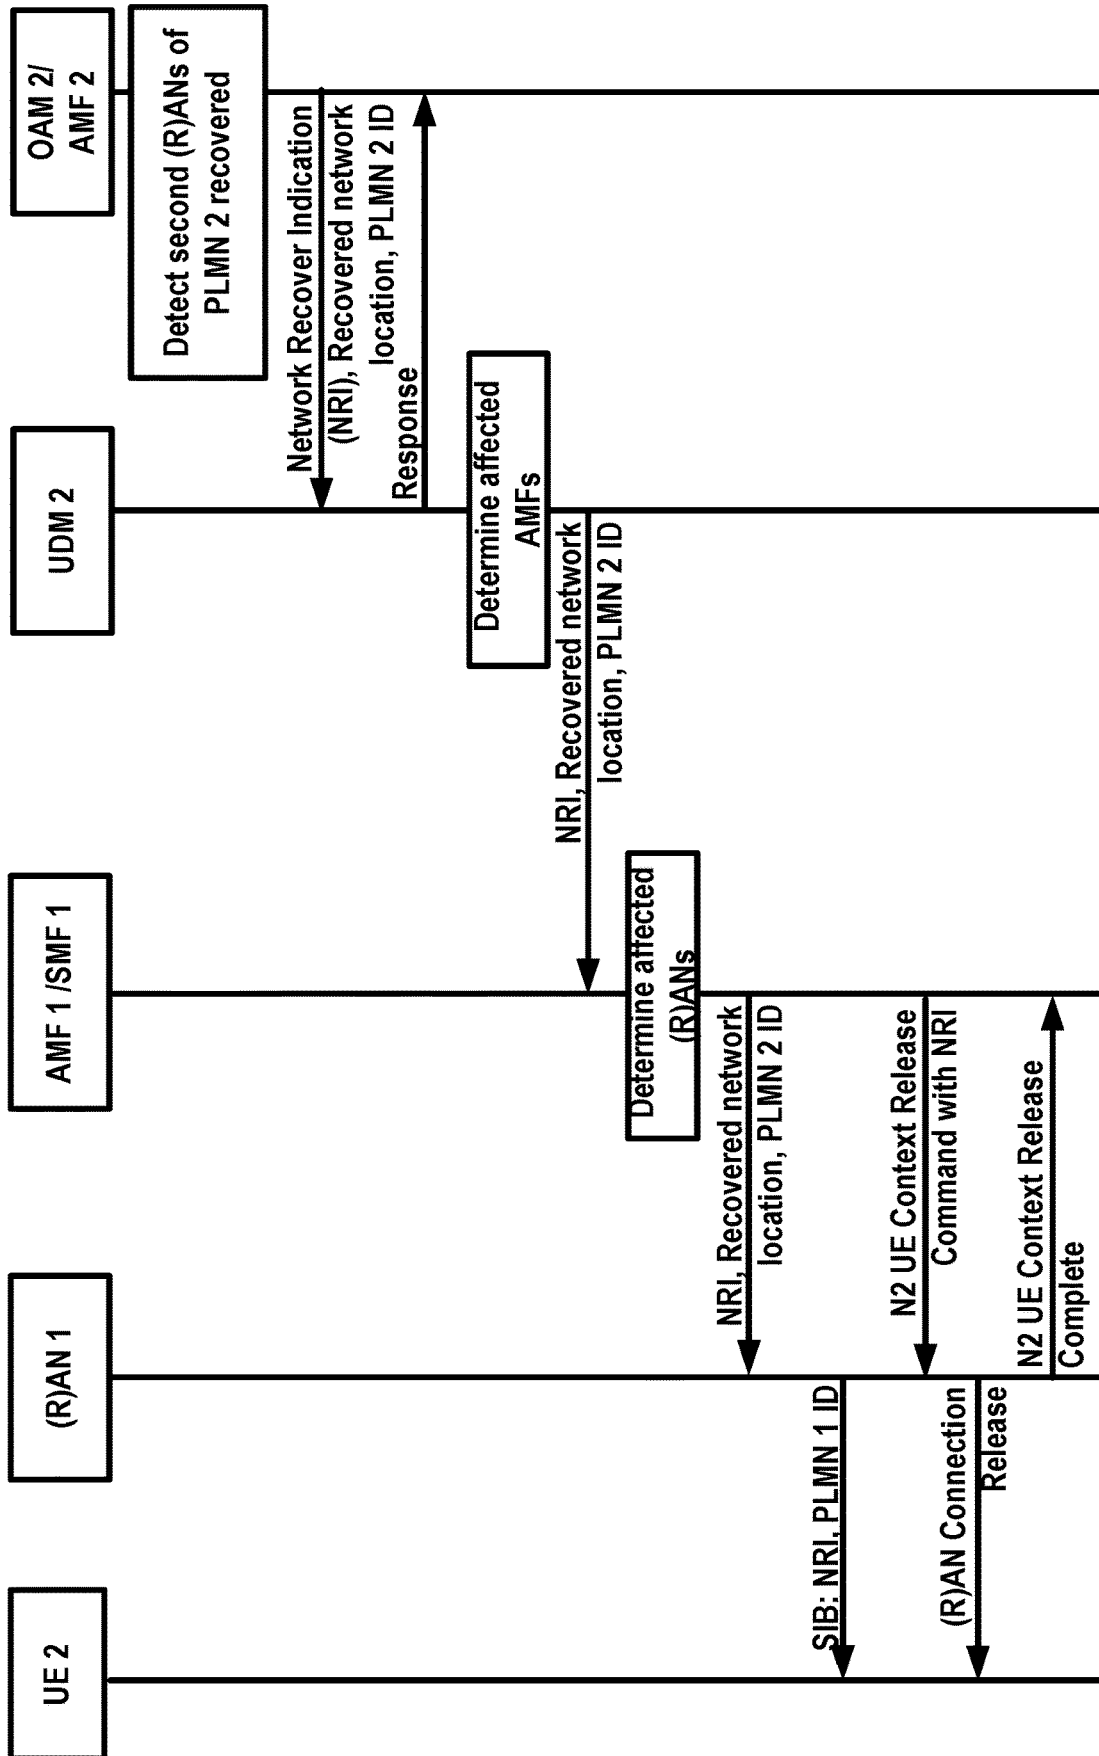 UE 2
(R)AN 1
AMF 1 /SMF 1
UDM 2
OAM 2/
AMF 2
Detect second (R)ANs of
PLMN 2 recovered
Network Recover Indication
(NRI), Recovered network
location, PLMN 2 ID
Response
Determine affected
AMFs
NRI, Recovered network
location, PLMN 2 ID
Determine affected
(R)ANs
NRI, Recovered network
location, PLMN 2 ID
SIB: NRI, PLMN 1 ID
N2 UE Context Release
Command with NRI
(R)AN Connection
Release
N2 UE Context Release
Complete